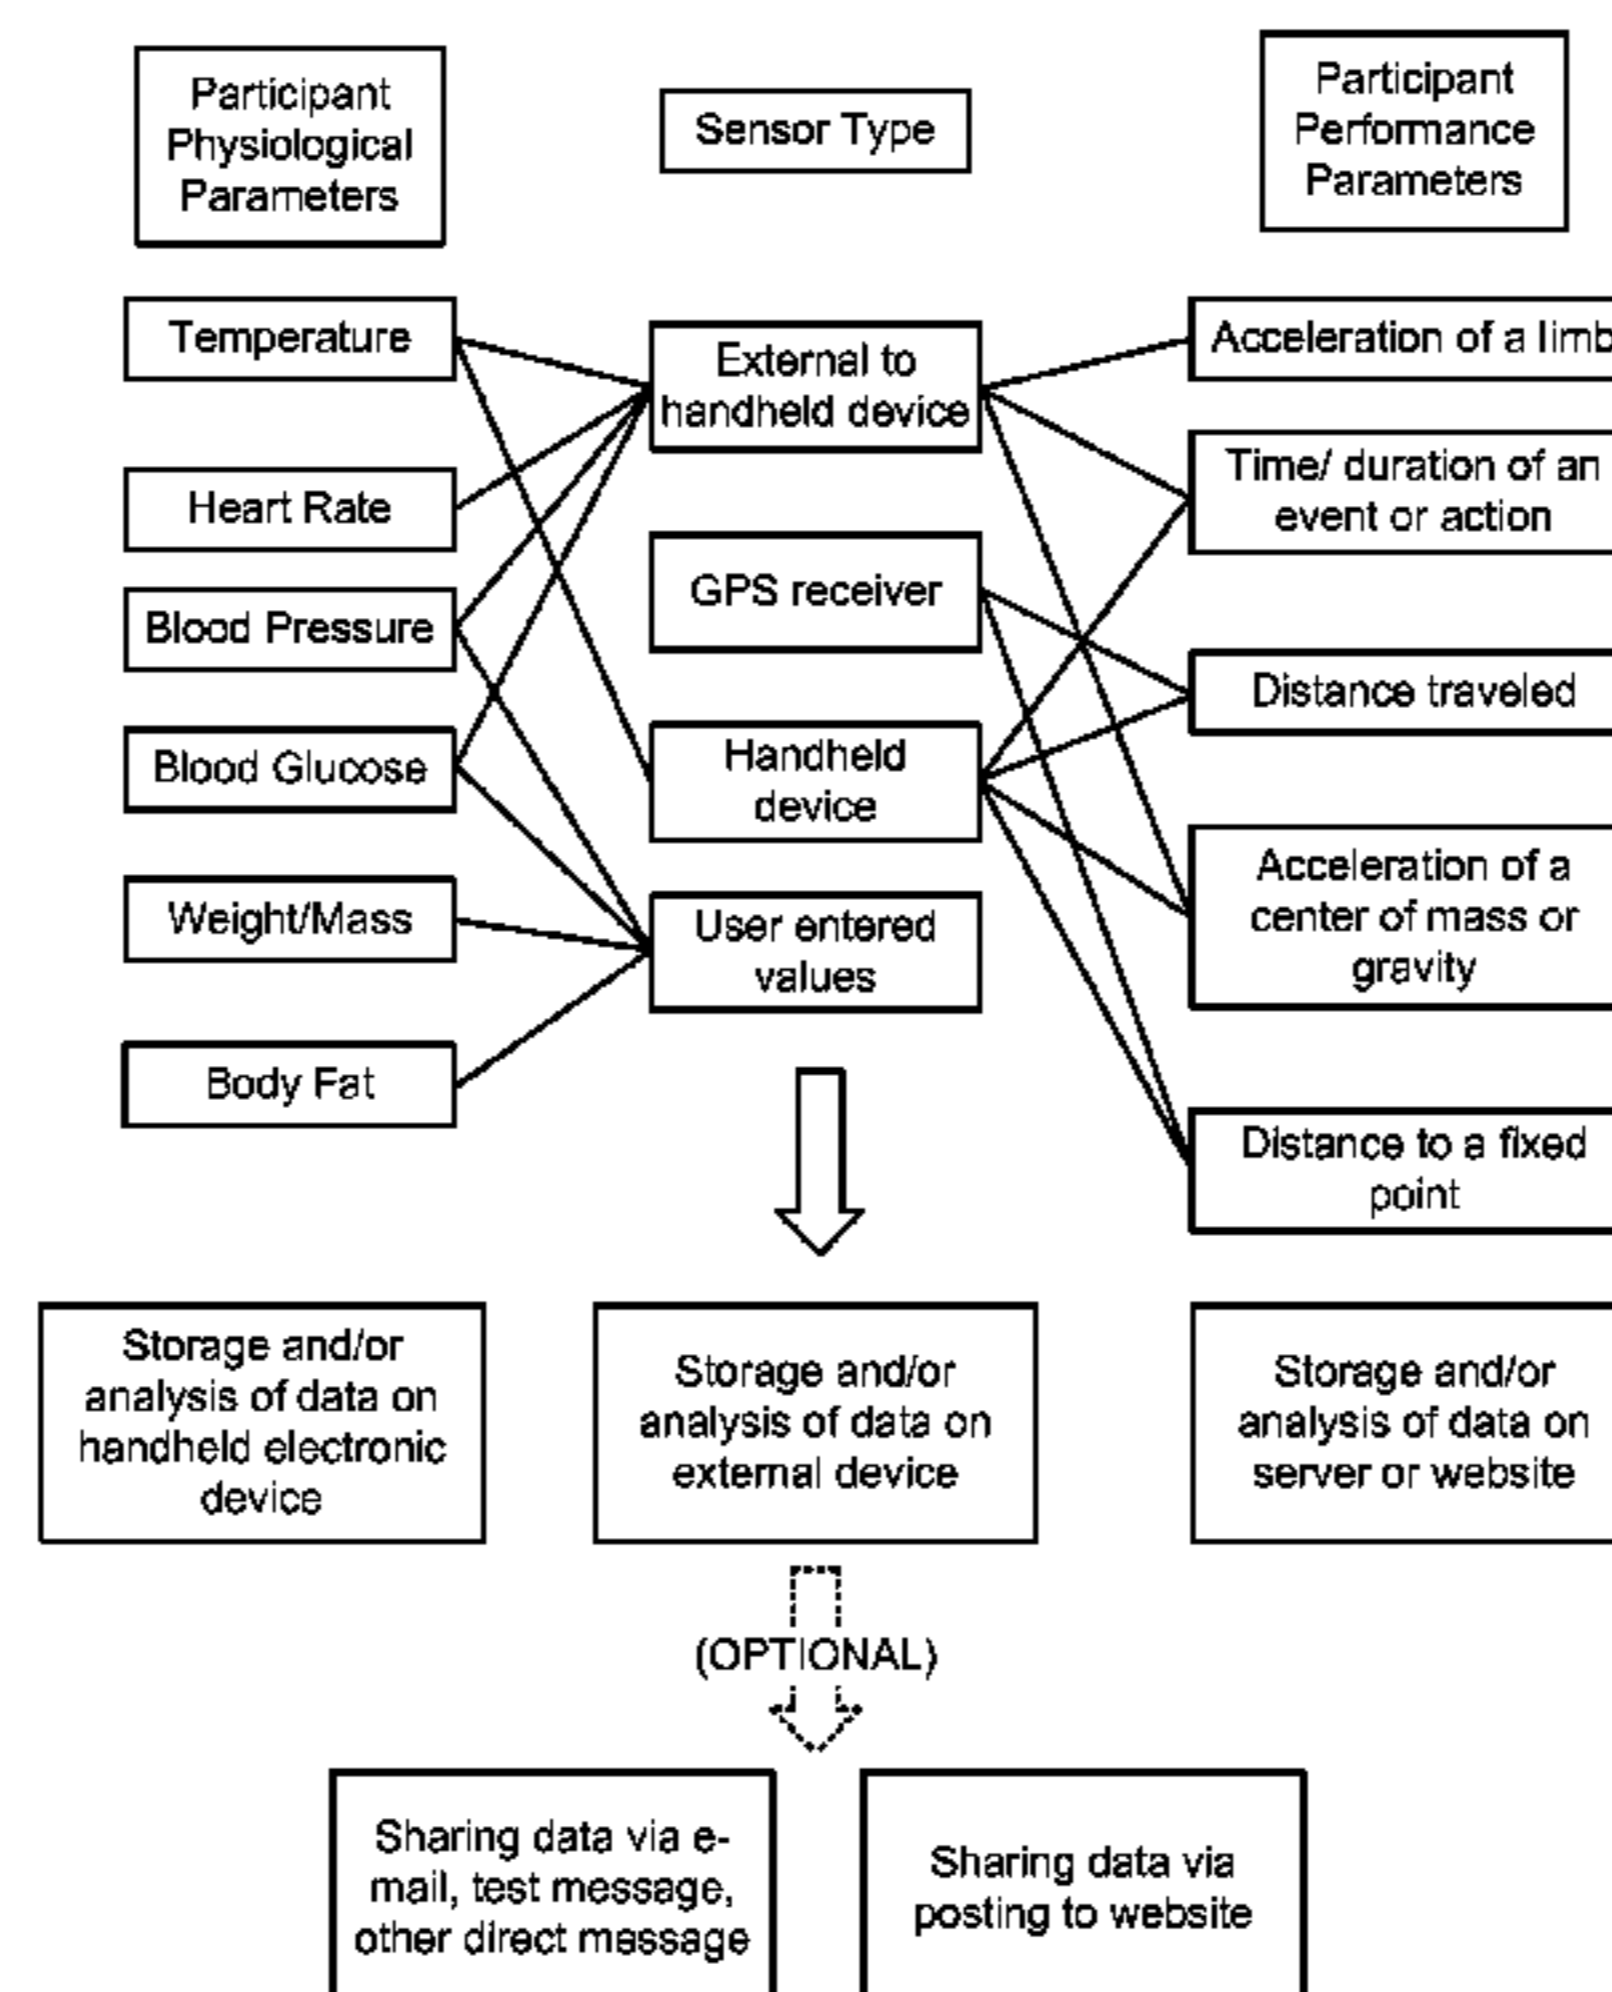 Participant
Physiological
Parameters
Sensor Type
Participant
Performance
Parameters
Temperature
Heart Rate
Blood Pressure
Blood Glucose
Weight/Mass
Body Fat
External to
handheld device
GPS receiver
Handheld
device
User entered
values
Acceleration of a limb
Time/ duration of an
event or action
Distance traveled
Acceleration of a
center of mass or
gravity
Distance to a fixed
point
Storage and/or
analysis of data on
handheld electronic
device
Storage and/or
analysis of data on
external device
Storage and/or
analysis of data on
server or website
(OPTIONAL)
Sharing data via e-
mail, test message,
other direct message
Sharing data via
posting to website